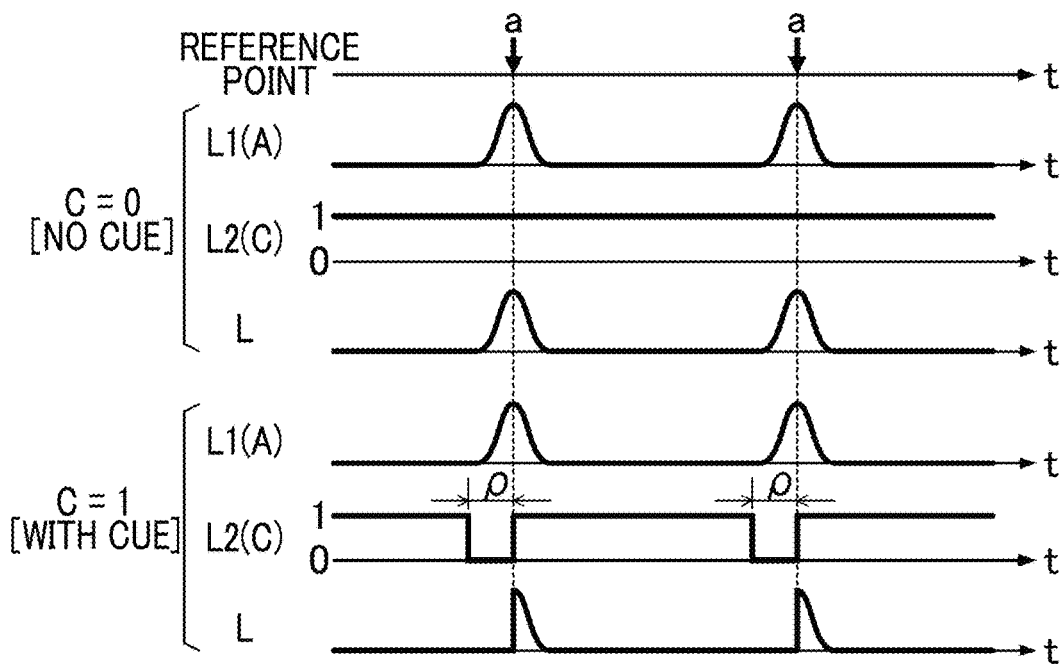 a a
REFERENCE
POINT t
L1(A) t
C = 0
[NO CUE]
L2(C) 1
0 t
L t
L1(A) t
ρ ρ
C = 1
[WITH CUE]
L2(C) 1
0 t
L t